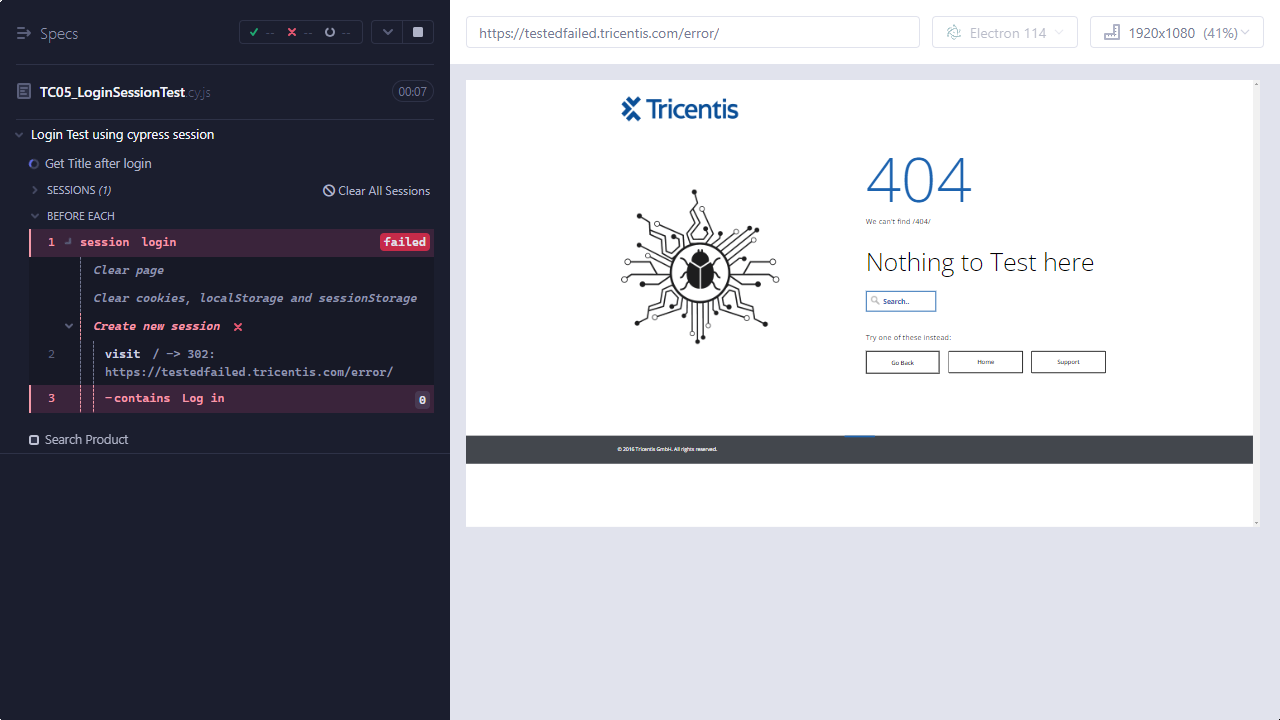 Specs
-- -- --
TC05_LoginSessionTest.cy.js 00:07
Login Test using cypress session
Get Title after login
SESSIONS (1) Clear All Sessions
BEFORE EACH
1 session login failed
Clear page
Clear cookies, localStorage and sessionStorage
Create new session
2 visit / -> 302:
https://testedfailed.tricentis.com/error/
3 -contains Log in 0
Search Product
https://testedfailed.tricentis.com/error/
Electron 114
1920x1080 (41%)
Tricentis
404
We can't find /404/
Nothing to Test here
Search..
Try one of these instead:
Go Back Home Support
© 2016 Tricentis GmbH. All rights reserved.